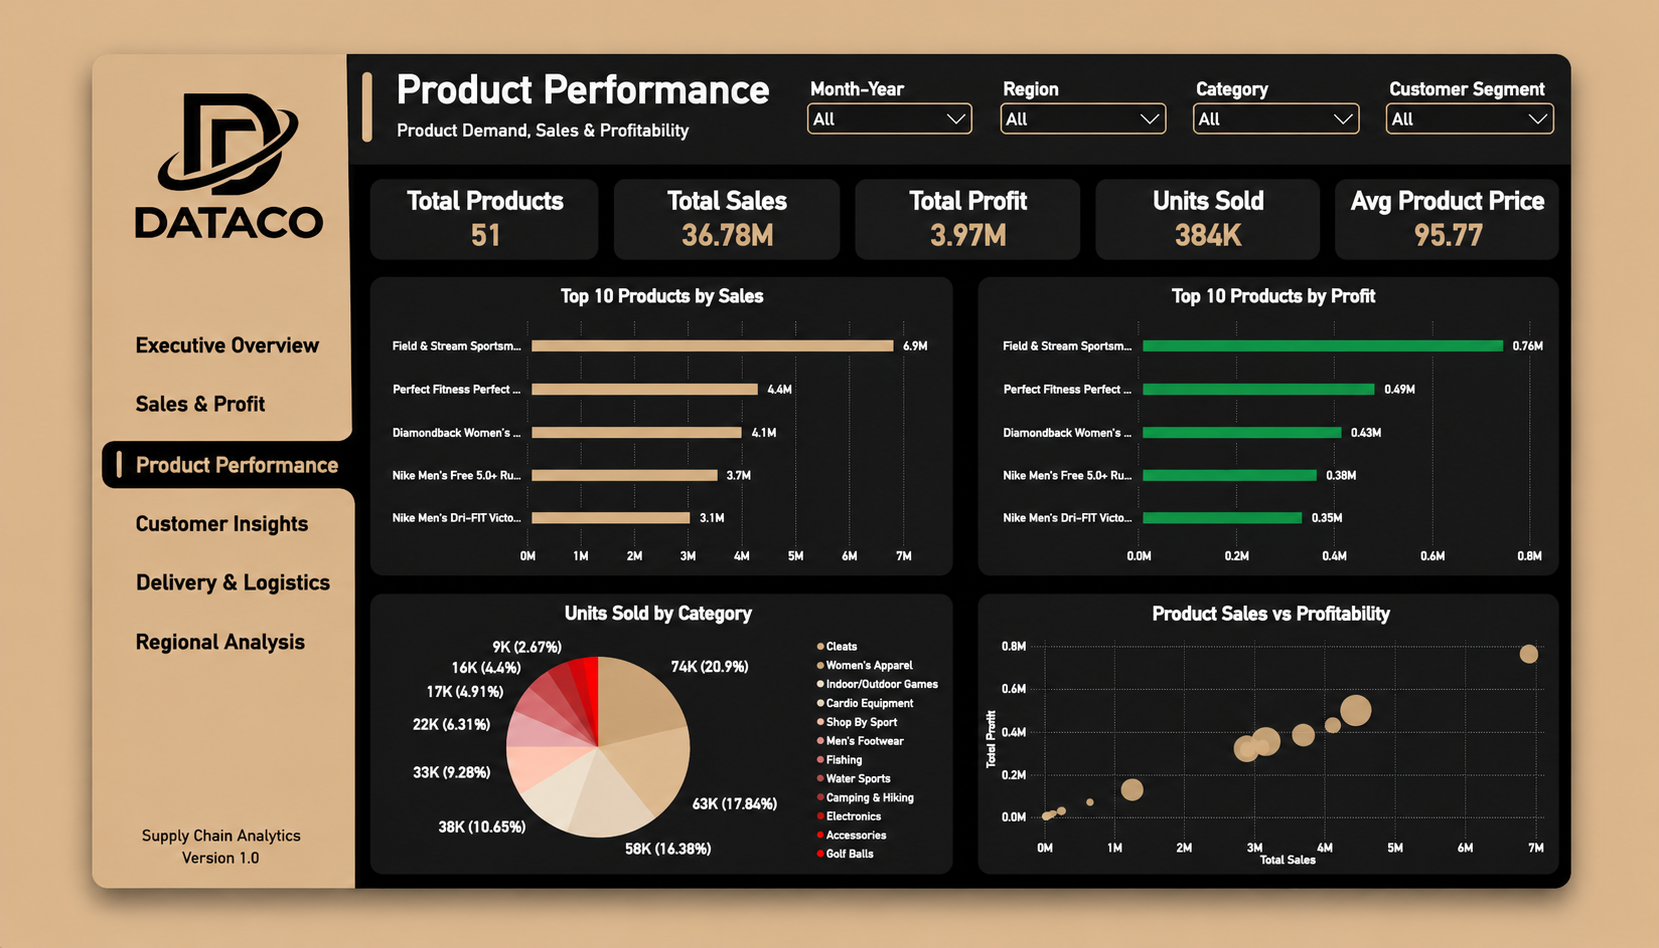 DATACO
Executive Overview
Sales & Profit
Product Performance
Customer Insights
Delivery & Logistics
Regional Analysis
Supply Chain Analytics
Version 1.0
Product Performance
Product Demand, Sales & Profitability
Month-Year
All
Region
All
Category
All
Customer Segment
All
Total Products
51
Total Sales
36.78M
Total Profit
3.97M
Units Sold
384K
Avg Product Price
95.77
Top 10 Products by Sales
Field & Stream Sportsm... 6.9M
Perfect Fitness Perfect ... 4.4M
Diamondback Women's ... 4.1M
Nike Men's Free 5.0+ Ru... 3.7M
Nike Men's Dri-FIT Victo... 3.1M
0M 1M 2M 3M 4M 5M 6M 7M
Top 10 Products by Profit
Field & Stream Sportsm... 0.76M
Perfect Fitness Perfect ... 0.49M
Diamondback Women's ... 0.43M
Nike Men's Free 5.0+ Ru... 0.38M
Nike Men's Dri-FIT Victo... 0.35M
0.0M 0.2M 0.4M 0.6M 0.8M
Units Sold by Category
9K (2.67%)
16K (4.4%)
17K (4.91%)
22K (6.31%)
33K (9.28%)
38K (10.65%)
74K (20.9%)
63K (17.84%)
58K (16.38%)
Cleats
Women's Apparel
Indoor/Outdoor Games
Cardio Equipment
Shop By Sport
Men's Footwear
Fishing
Water Sports
Camping & Hiking
Electronics
Accessories
Golf Balls
Product Sales vs Profitability
Total Profit
0.8M
0.6M
0.4M
0.2M
0.0M
0M 1M 2M 3M 4M 5M 6M 7M
Total Sales